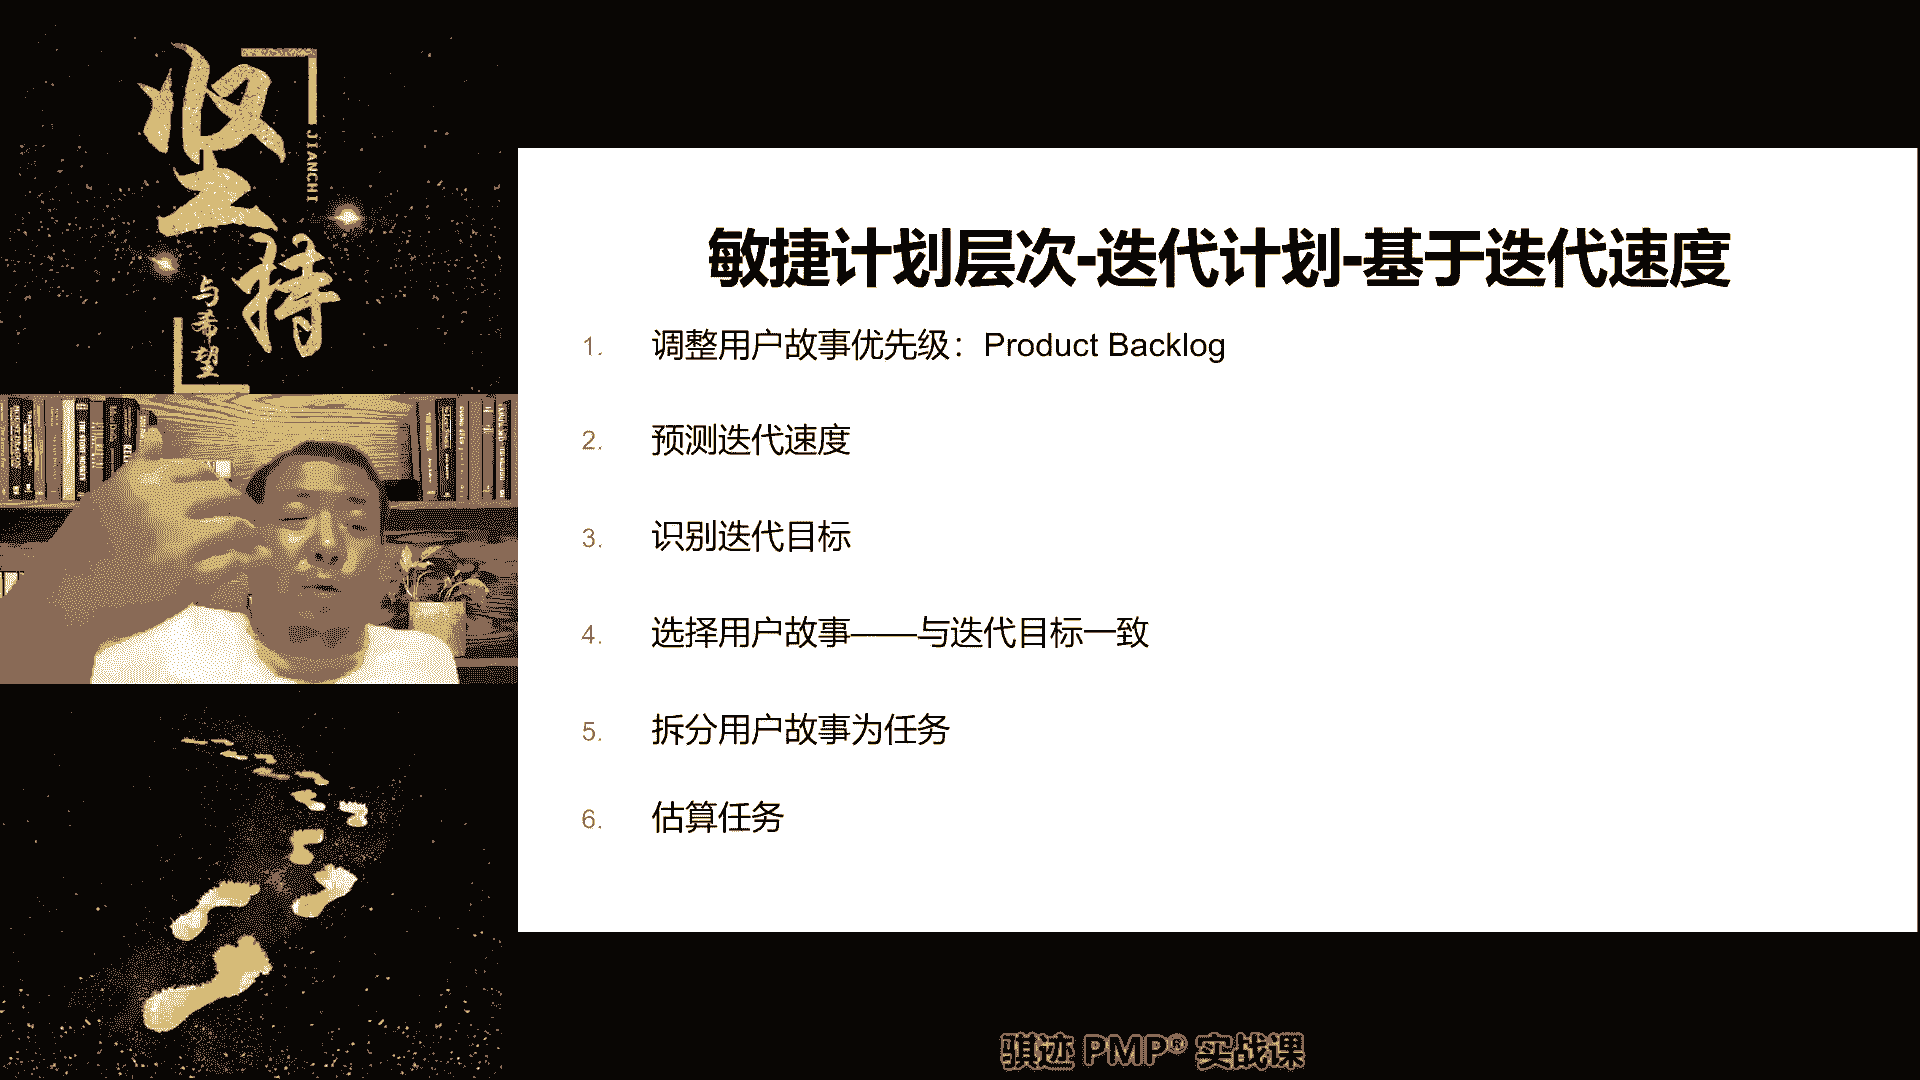 坚持
JIANCHI
与希望
敏捷计划层次-迭代计划-基于迭代速度
1. 调整用户故事优先级：Product Backlog
2. 预测迭代速度
3. 识别迭代目标
4. 选择用户故事——与迭代目标一致
5. 拆分用户故事为任务
6. 估算任务
骐迹 PMP® 实战课